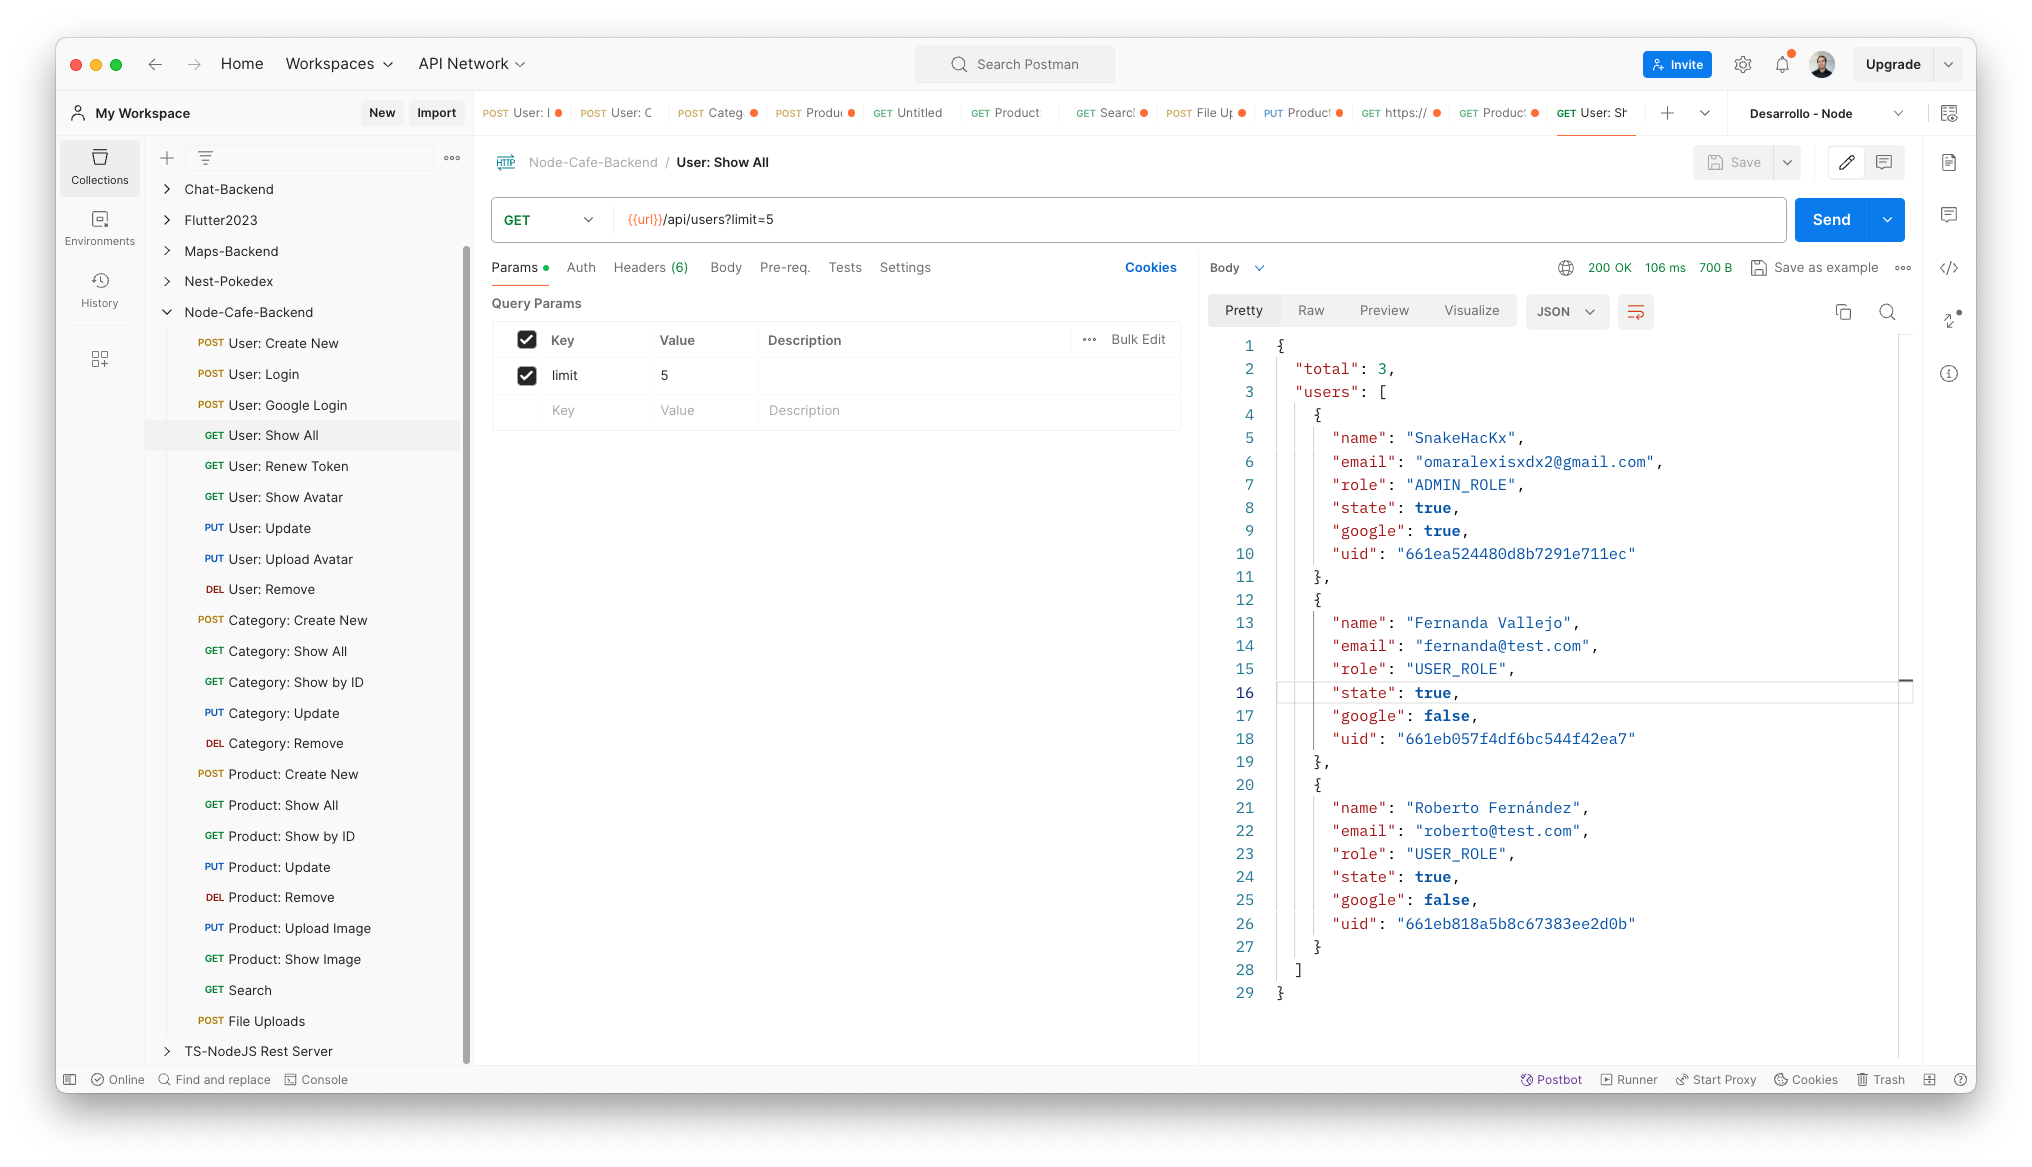 Home
Workspaces
API Network
Search Postman
Invite
Upgrade
My Workspace
New
Import
POST User: L
POST User: C
POST Categ
POST Produ
GET Untitled
GET Product
GET Searc
POST File Up
PUT Product
GET https://
GET Produc
GET User: Sh
Desarrollo - Node
Collections
Environments
History
Chat-Backend
Flutter2023
Maps-Backend
Nest-Pokedex
Node-Cafe-Backend
POST User: Create New
POST User: Login
POST User: Google Login
GET User: Show All
GET User: Renew Token
GET User: Show Avatar
PUT User: Update
PUT User: Upload Avatar
DEL User: Remove
POST Category: Create New
GET Category: Show All
GET Category: Show by ID
PUT Category: Update
DEL Category: Remove
POST Product: Create New
GET Product: Show All
GET Product: Show by ID
PUT Product: Update
DEL Product: Remove
PUT Product: Upload Image
GET Product: Show Image
GET Search
POST File Uploads
TS-NodeJS Rest Server
HTTP Node-Cafe-Backend / User: Show All
Save
GET {{url}}/api/users?limit=5
Send
Params Auth Headers (6) Body Pre-req. Tests Settings Cookies
Query Params
Key Value Description Bulk Edit
limit 5
Key Value Description
Body 200 OK 106 ms 700 B Save as example
Pretty Raw Preview Visualize JSON
1 {
2 "total": 3,
3 "users": [
4 {
5 "name": "SnakeHacKx",
6 "email": "omaralexisxdx2@gmail.com",
7 "role": "ADMIN_ROLE",
8 "state": true,
9 "google": true,
10 "uid": "661ea524480d8b7291e711ec"
11 },
12 {
13 "name": "Fernanda Vallejo",
14 "email": "fernanda@test.com",
15 "role": "USER_ROLE",
16 "state": true,
17 "google": false,
18 "uid": "661eb057f4df6bc544f42ea7"
19 },
20 {
21 "name": "Roberto Fernández",
22 "email": "roberto@test.com",
23 "role": "USER_ROLE",
24 "state": true,
25 "google": false,
26 "uid": "661eb818a5b8c67383ee2d0b"
27 }
28 ]
29 }
Online Find and replace Console
Postbot Runner Start Proxy Cookies Trash